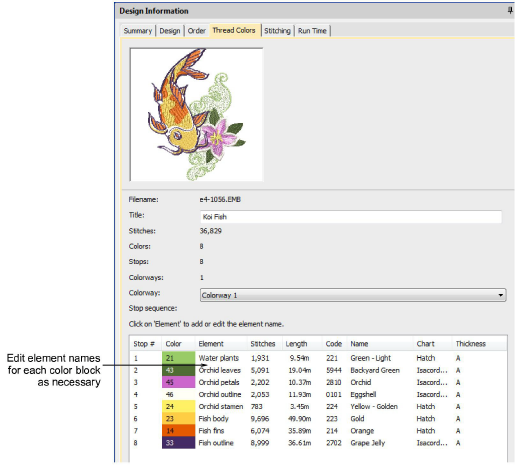 Design Information
Summary Design Order Thread Colors Stitching Run Time
Filename: e4-1056.EMB
Title: Koi Fish
Stitches: 36,829
Colors: 8
Stops: 8
Colorways: 1
Colorway: Colorway 1
Stop sequence:
Click on 'Element' to add or edit the element name.
Stop # Color Element Stitches Length Code Name Chart Thickness
1 21 Water plants 1,931 9.54m 221 Green - Light Hatch A
2 43 Orchid leaves 5,091 19.04m 5944 Backyard Green Isacord... A
3 45 Orchid petals 2,202 10.37m 2810 Orchid Isacord... A
4 46 Orchid outline 2,053 11.93m 0101 Eggshell Isacord... A
5 24 Orchid stamen 783 3.45m 224 Yellow - Golden Hatch A
6 23 Fish body 9,696 49.90m 223 Gold Hatch A
7 14 Fish fins 6,074 35.89m 214 Orange Hatch A
8 33 Fish outline 8,999 36.61m 2702 Grape Jelly Isacord... A
Edit element names
for each color block
as necessary